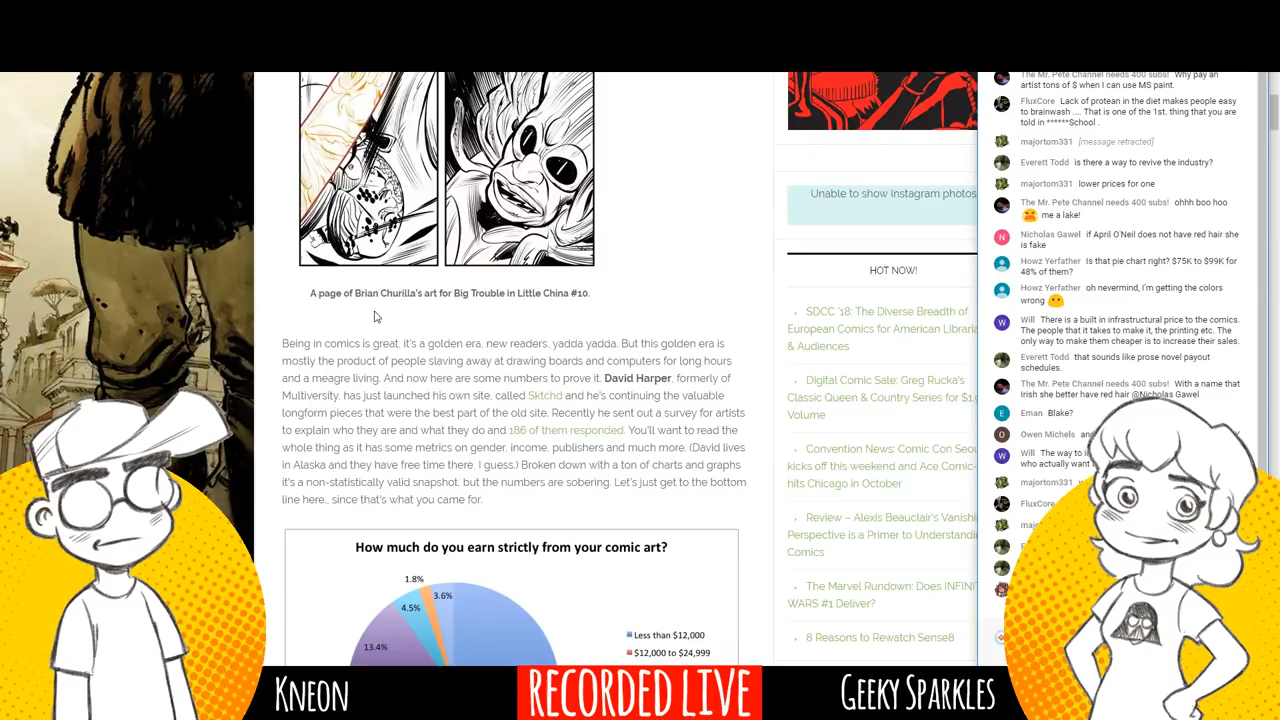 A page of Brian Churilla's art for Big Trouble in Little China #10.
Being in comics is great, it's a golden era, new readers, yadda yadda. But this golden era is
mostly the product of people slaving away at drawing boards and computers for long hours
and a meagre living. And now here are some numbers to prove it. David Harper, formerly of
Multiversity, has just launched his own site, called Sktchd and he's continuing the valuable
longform pieces that were the best part of the old site. Recently he sent out a survey for artists
to explain who they are and what they do and 186 of them responded. You'll want to read the
whole thing as it has some metrics on gender, income, publishers and much more. (David lives
in Alaska and they have free time there, I guess.) Broken down with a ton of charts and graphs
it's a non-statistically valid snapshot, but the numbers are sobering. Let's just get to the bottom
line here.. since that's what you came for.
How much do you earn strictly from your comic art?
1.8%
3.6%
4.5%
13.4%
Less than $12,000
$12,000 to $24,999
Unable to show Instagram photos
HOT NOW!
SDCC '18: The Diverse Breadth of
European Comics for American Libraria
& Audiences
Digital Comic Sale: Greg Rucka's
Classic Queen & Country Series for $1.
Volume
Convention News: Comic Con Seou
kicks off this weekend and Ace Comic-
hits Chicago in October
Review – Alexis Beauclair's Vanishi
Perspective is a Primer to Understandin
Comics
The Marvel Rundown: Does INFINI
WARS #1 Deliver?
8 Reasons to Rewatch Sense8
The Mr. Pete Channel needs 400 subs! Why pay an
artist tons of $ when I can use MS paint.
FluxCore Lack of protean in the diet makes people easy
to brainwash .... That is one of the 1st. thing that you are
told in ******School .
majortom331 [message retracted]
Everett Todd is there a way to revive the industry?
majortom331 lower prices for one
The Mr. Pete Channel needs 400 subs! ohhh boo hoo
me a lake!
Nicholas Gawel if April O'Neil does not have red hair she
is fake
Howz Yerfather Is that pie chart right? $75K to $99K for
48% of them?
Howz Yerfather oh nevermind, I'm getting the colors
wrong
Will There is a built in infrastructural price to the comics.
The people that it takes to make it, the printing etc. The
only way to make them cheaper is to increase their sales.
Everett Todd that sounds like prose novel payout
schedules.
The Mr. Pete Channel needs 400 subs! With a name that
Irish she better have red hair @Nicholas Gawel
Eman Blake?
Owen Michels
Will The way to
who actually want
FluxCore
KNEON
RECORDED LIVE
GEEKY SPARKLES